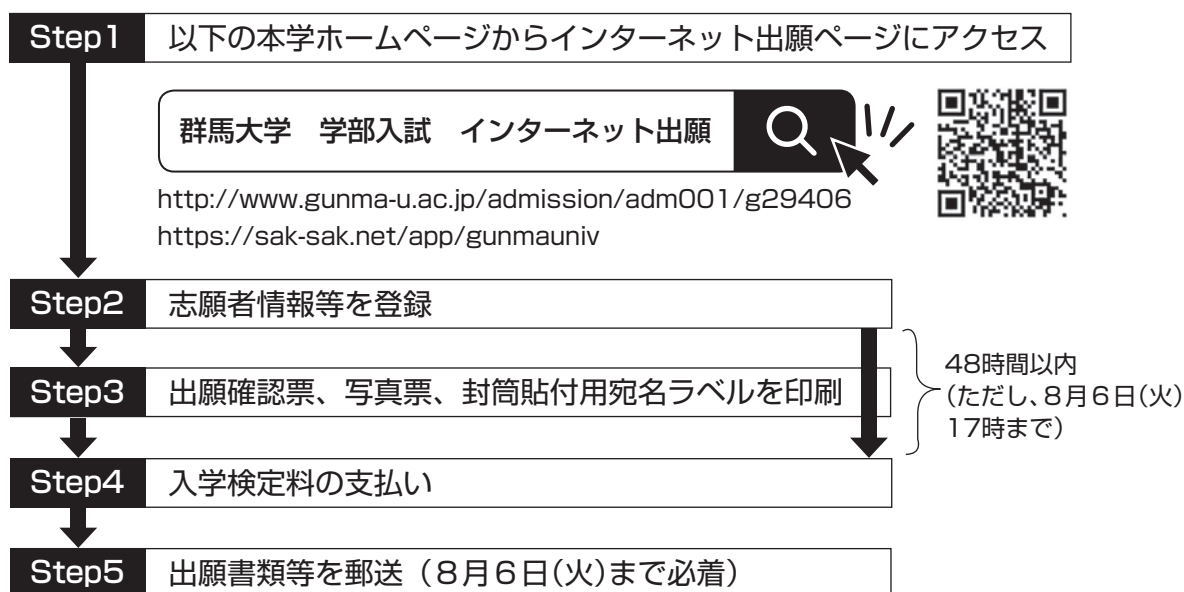 Step1 以下の本学ホームページからインターネット出願ページにアクセス
群馬大学 学部入試 インターネット出願
http://www.gunma-u.ac.jp/admission/adm001/g29406
https://sak-sak.net/app/gunmauniv
Step2 志願者情報等を登録
Step3 出願確認票、写真票、封筒貼付用宛名ラベルを印刷
48時間以内
(ただし、8月6日(火)
17時まで)
Step4 入学検定料の支払い
Step5 出願書類等を郵送(8月6日(火)まで必着)